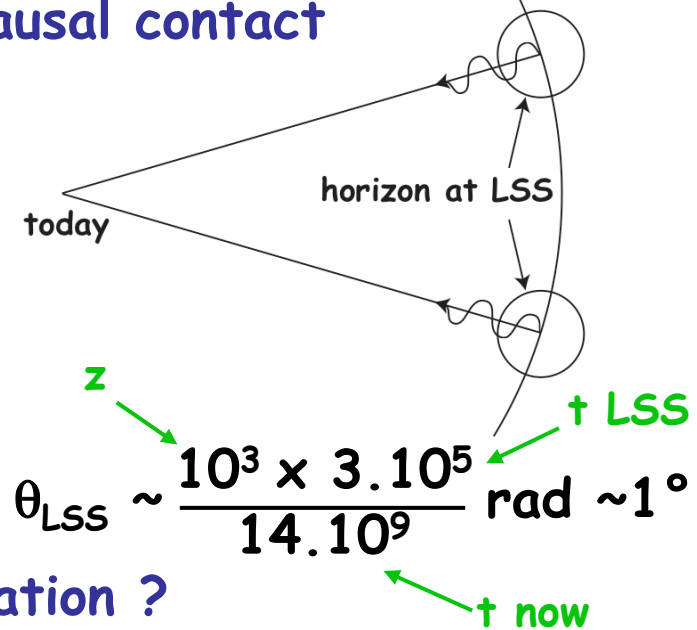 ausal contact
horizon at LSS
today
z
t LSS
θLSS ~ 10³ x 3.10⁵ / 14.10⁹ rad ~1°
ation ?
t now